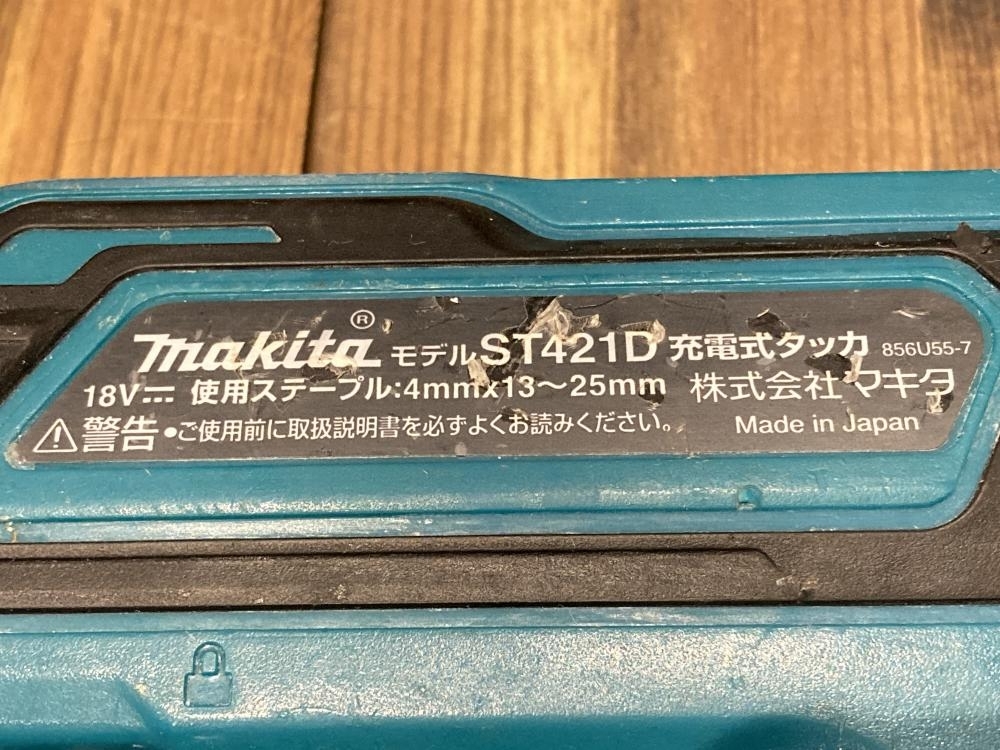 makita® モデルST421D 充電式タッカ 856U55-7
18V⎓ 使用ステープル:4mmx13～25mm 株式会社マキタ
⚠警告 •ご使用前に取扱説明書を必ずよくお読みください。 Made in Japan